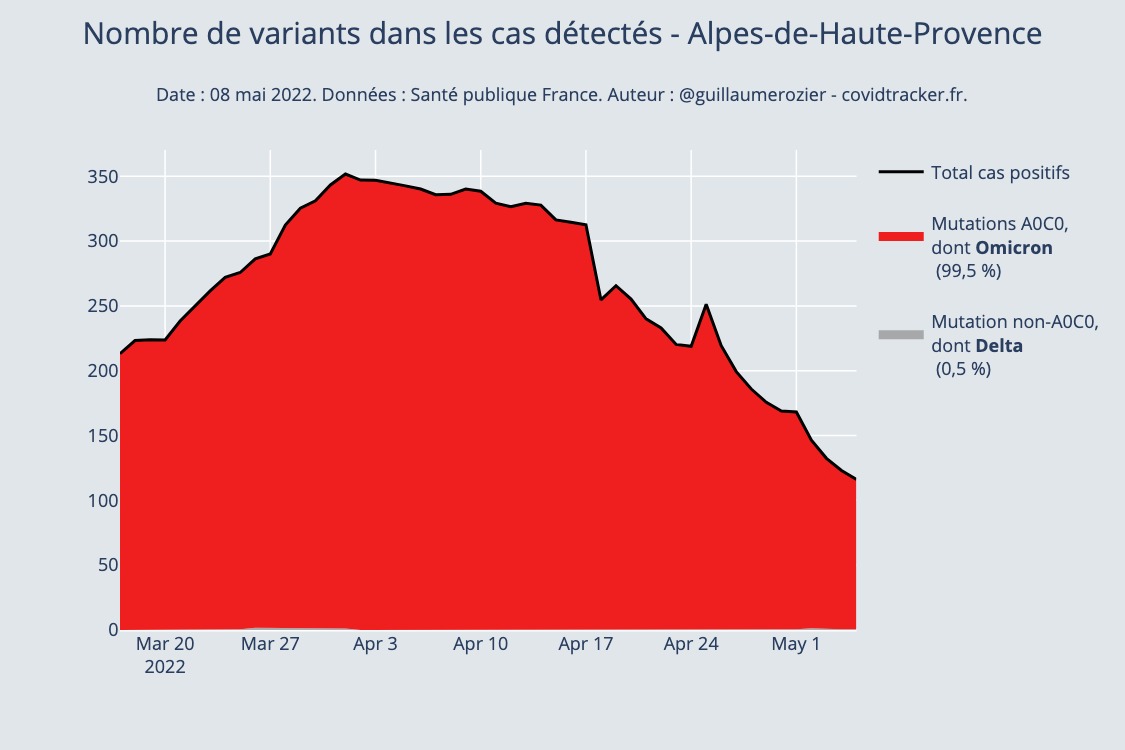 Nombre de variants dans les cas détectés - Alpes-de-Haute-Provence
Date : 08 mai 2022. Données : Santé publique France. Auteur : @guillaumerozier - covidtracker.fr.
350
300
250
200
150
100
50
0
Mar 20
2022
Mar 27
Apr 3
Apr 10
Apr 17
Apr 24
May 1
Total cas positifs
Mutations A0C0,
dont Omicron
(99,5 %)
Mutation non-A0C0,
dont Delta
(0,5 %)